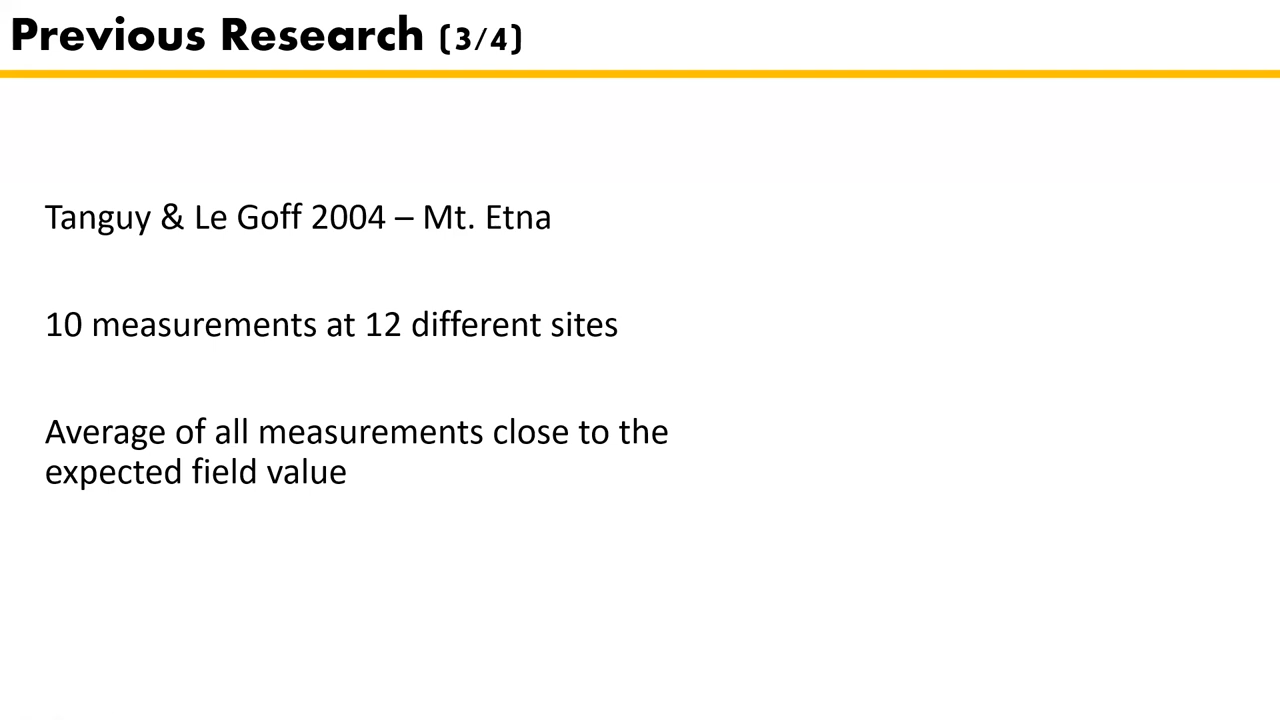 Previous Research (3/4)
Tanguy & Le Goff 2004 – Mt. Etna
10 measurements at 12 different sites
Average of all measurements close to the
expected field value